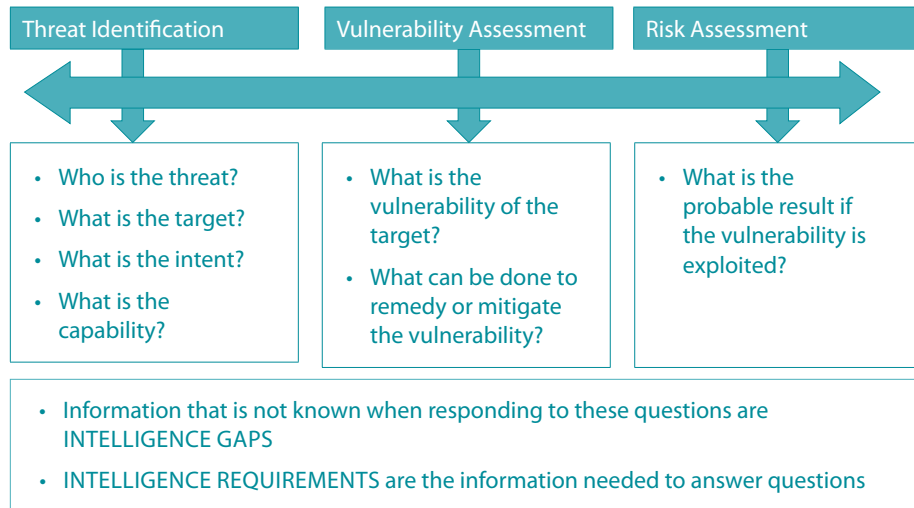 Threat Identification
Vulnerability Assessment
Risk Assessment
• Who is the threat?
• What is the target?
• What is the intent?
• What is the
capability?
• What is the
vulnerability of the
target?
• What can be done to
remedy or mitigate
the vulnerability?
• What is the
probable result if
the vulnerability is
exploited?
• Information that is not known when responding to these questions are
INTELLIGENCE GAPS
• INTELLIGENCE REQUIREMENTS are the information needed to answer questions